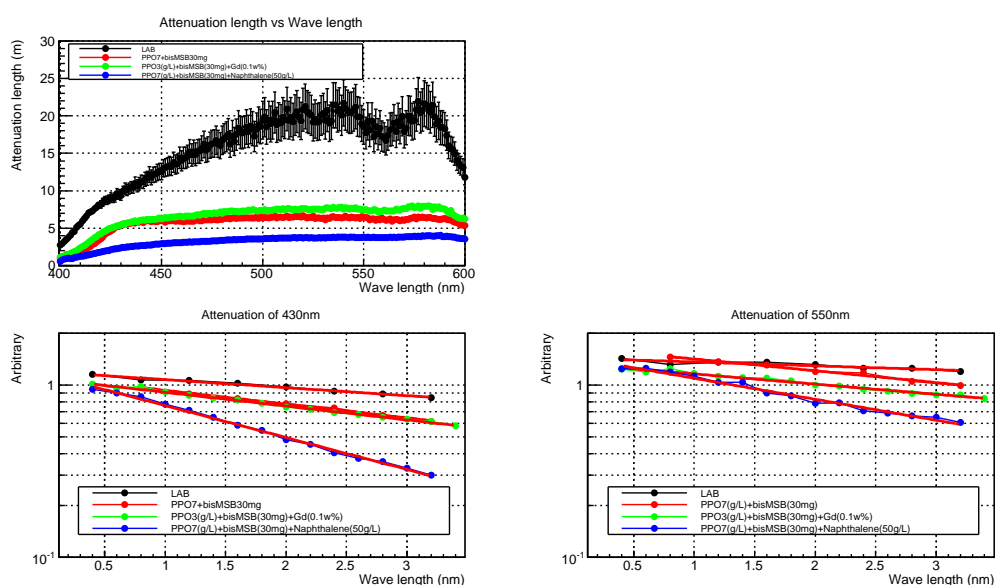 Attenuation length vs Wave length
Attenuation length (m)
30
25
20
15
10
5
0
LAB
PPO7+bisMSB30mg
PPO3(g/L)+bisMSB(30mg)+Gd(0.1w%)
PPO7(g/L)+bisMSB(30mg)+Naphthalene(50g/L)
400 450 500 550 600
Wave length (nm)
Attenuation of 430nm
Arbitrary
1
10-1
LAB
PPO7+bisMSB30mg
PPO3(g/L)+bisMSB(30mg)+Gd(0.1w%)
PPO7(g/L)+bisMSB(30mg)+Naphthalene(50g/L)
0.5 1 1.5 2 2.5 3
Wave length (nm)
Attenuation of 550nm
Arbitrary
1
10-1
LAB
PPO7(g/L)+bisMSB(30mg)
PPO3(g/L)+bisMSB(30mg)+Gd(0.1w%)
PPO7(g/L)+bisMSB(30mg)+Naphthalene(50g/L)
0.5 1 1.5 2 2.5 3
Wave length (nm)